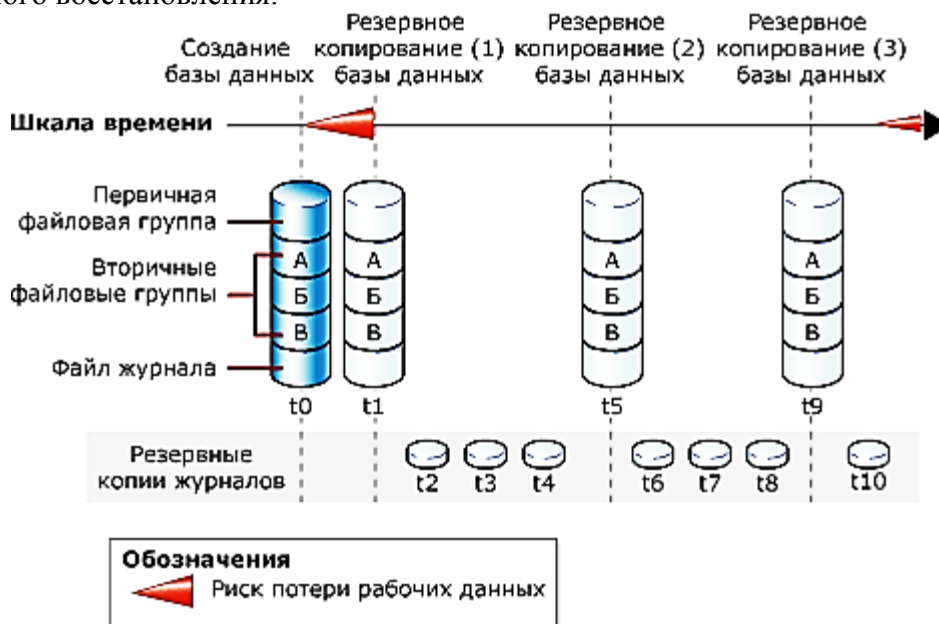 ого восстановления.
Создание базы данных
Резервное копирование (1) базы данных
Резервное копирование (2) базы данных
Резервное копирование (3) базы данных
Шкала времени
Первичная файловая группа
Вторичные файловые группы
Файл журнала
А
Б
В
А
Б
В
А
Б
В
А
Б
В
t0
t1
t5
t9
Резервные копии журналов
t2
t3
t4
t6
t7
t8
t10
Обозначения
Риск потери рабочих данных